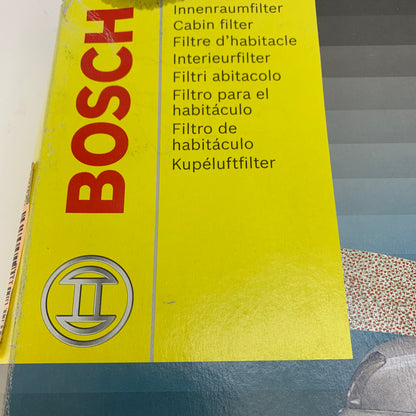 BOSCH
Innenraumfilter
Cabin filter
Filtre d'habitacle
Interieurfilter
Filtri abitacolo
Filtro para el
habitáculo
Filtro de
habitáculo
Kupéluftfilter